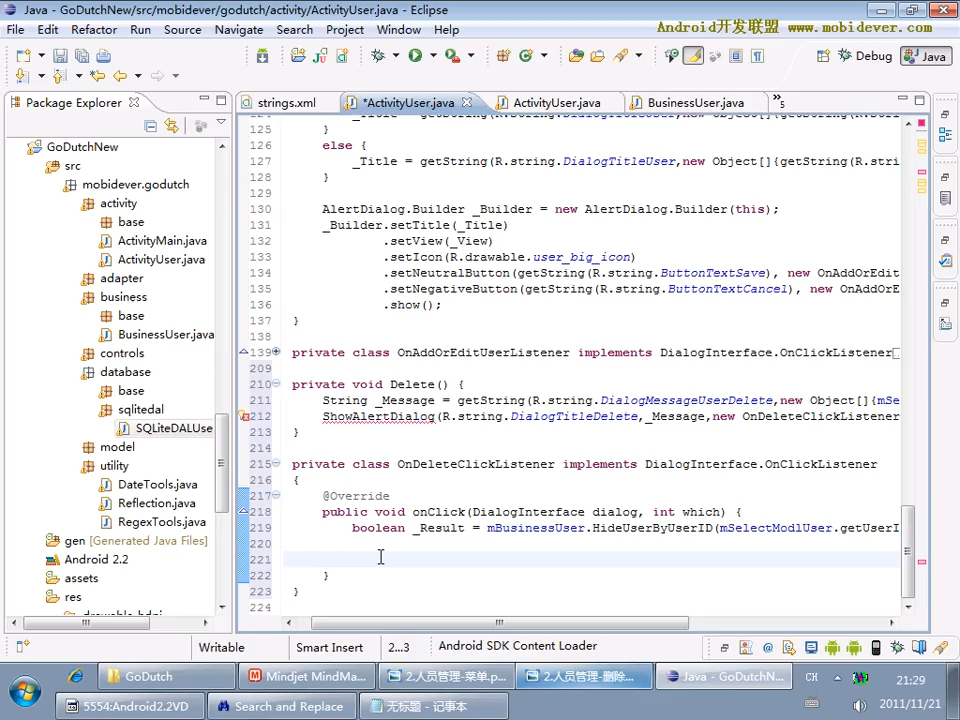 Java - GoDutchNew/src/mobidever/godutch/activity/ActivityUser.java - Eclipse
File Edit Refactor Run Source Navigate Search Project Window Help
Android开发联盟 www.mobidever.com
Debug Java
Package Explorer
strings.xml *ActivityUser.java ActivityUser.java BusinessUser.java »5
GoDutchNew
src
mobidever.godutch
activity
base
ActivityMain.java
ActivityUser.java
adapter
business
base
BusinessUser.java
controls
database
base
sqlitedal
SQLiteDALUse
model
utility
DateTools.java
Reflection.java
RegexTools.java
gen [Generated Java Files]
Android 2.2
assets
res
125 }
126 else {
127 _Title = getString(R.string.DialogTitleUser,new Object[]{getString(R.stri
128 }
129
130 AlertDialog.Builder _Builder = new AlertDialog.Builder(this);
131 _Builder.setTitle(_Title)
132 .setView(_View)
133 .setIcon(R.drawable.user_big_icon)
134 .setNeutralButton(getString(R.string.ButtonTextSave), new OnAddOrEdit
135 .setNegativeButton(getString(R.string.ButtonTextCancel), new OnAddOrE
136 .show();
137 }
138
139 private class OnAddOrEditUserListener implements DialogInterface.OnClickListener
209
210 private void Delete() {
211 String _Message = getString(R.string.DialogMessageUserDelete,new Object[]{mSe
212 ShowAlertDialog(R.string.DialogTitleDelete,_Message,new OnDeleteClickListener
213 }
214
215 private class OnDeleteClickListener implements DialogInterface.OnClickListener
216 {
217 @Override
218 public void onClick(DialogInterface dialog, int which) {
219 boolean _Result = mBusinessUser.HideUserByUserID(mSelectModlUser.getUserI
220
221
222 }
223 }
224
Writable Smart Insert 2...3 Android SDK Content Loader
GoDutch Mindjet MindMa... 2.人员管理-菜单.p... 2.人员管理-删除... Java - GoDutchN... CH 21:29
5554:Android2.2VD Search and Replace 无标题 - 记事本 2011/11/21